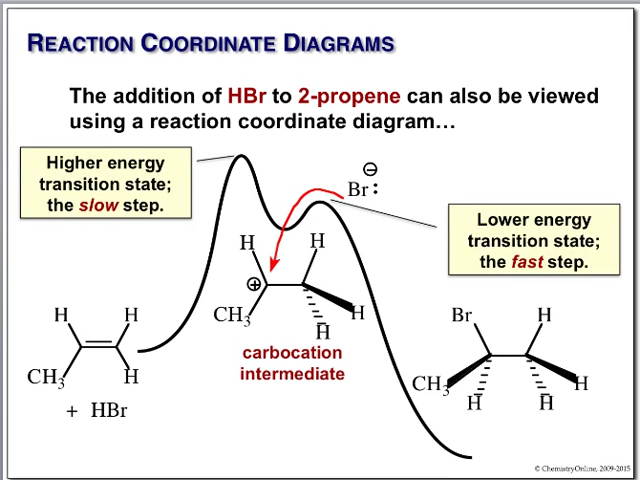 REACTION COORDINATE DIAGRAMS
The addition of HBr to 2-propene can also be viewed
using a reaction coordinate diagram…
Higher energy
transition state;
the slow step.
⊖
Br :
Lower energy
transition state;
the fast step.
H H
⊕
CH3 H
H
carbocation
intermediate
H H
CH3 H
+ HBr
Br H
CH3 H
H H
© ChemistryOnline, 2009-2015